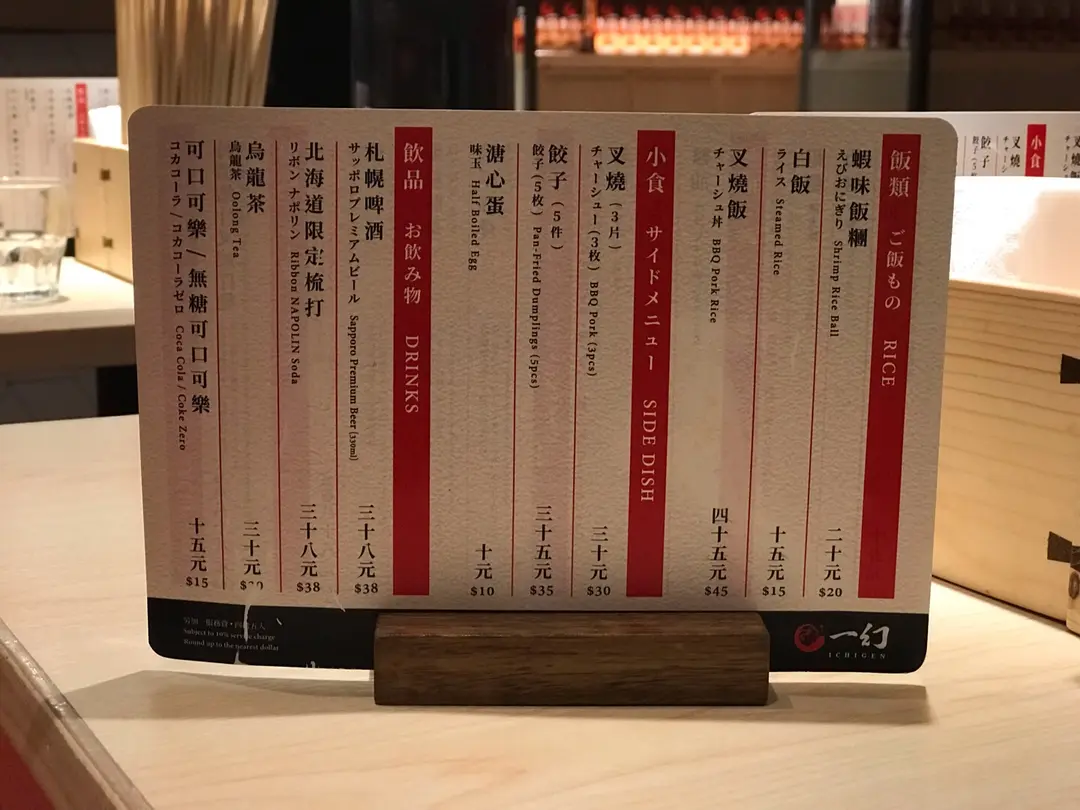 飯類 ご飯もの RICE
蝦味飯糰
えびおにぎり Shrimp Rice Ball
二十元
$20
白飯
ライス Steamed Rice
十五元
$15
叉燒飯
チャーシュ丼 BBQ Pork Rice
四十五元
$45
小食 サイドメニュー SIDE DISH
叉燒(3片)
チャーシュー(3枚) BBQ Pork (3pcs)
三十元
$30
餃子(5件)
餃子(5枚) Pan-Fried Dumplings (5pcs)
三十五元
$35
溏心蛋
味玉 Half Boiled Egg
十元
$10
飲品 お飲み物 DRINKS
札幌啤酒
サッポロプレミアムビール Sapporo Premium Beer (330ml)
三十八元
$38
北海道限定梳打
リボン ナポリン Ribbon NAPOLIN Soda
三十八元
$38
烏龍茶
烏龍茶 Oolong Tea
三十元
可口可樂/無糖可口可樂
コカコーラ/コカコーラゼロ Coca Cola / Coke Zero
十五元
$15
Subject to 10% service charge
Round up to the nearest dollar
一幻
ICHIGEN
小食
叉燒
餃子